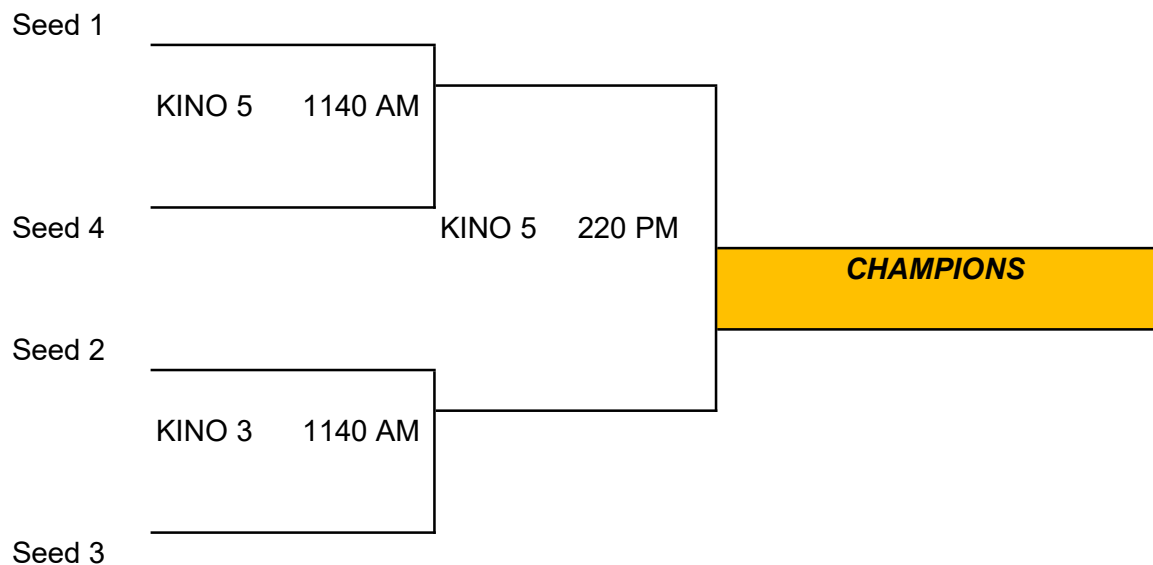 Seed 1
KINO 5 1140 AM
Seed 4
KINO 5 220 PM
CHAMPIONS
Seed 2
KINO 3 1140 AM
Seed 3